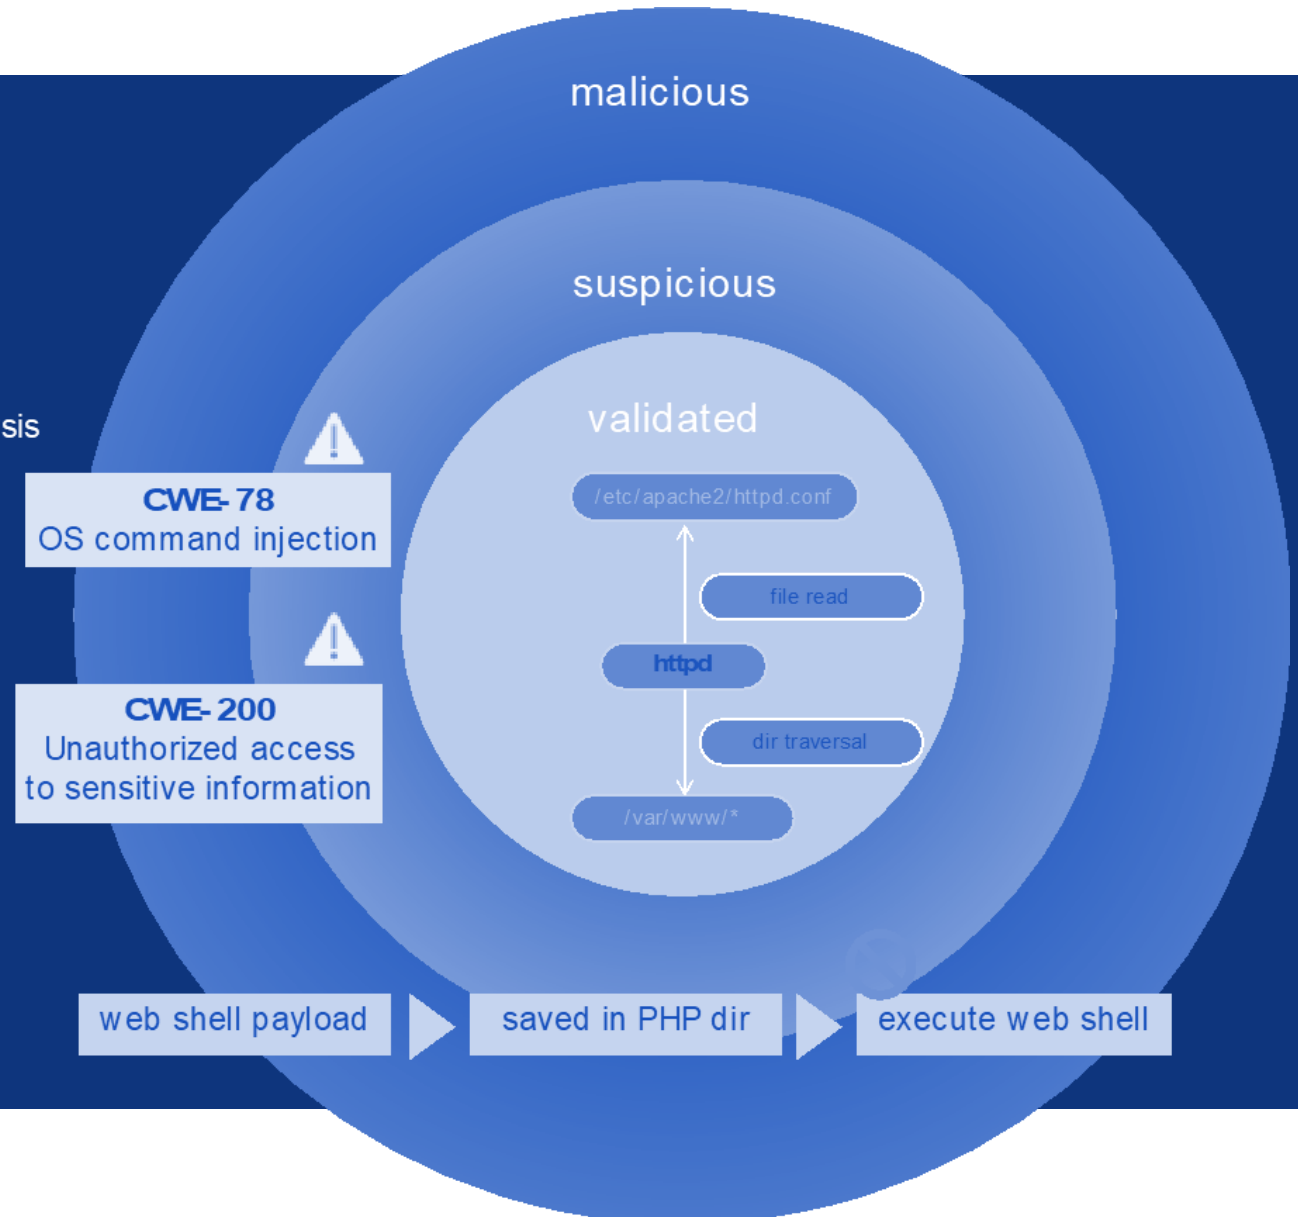 malicious
suspicious
validated
sis
/etc/apache2/httpd.conf
CWE-78
OS command injection
file read
httpd
CWE-200
Unauthorized access
to sensitive information
dir traversal
/var/www/*
web shell payload
saved in PHP dir
execute web shell